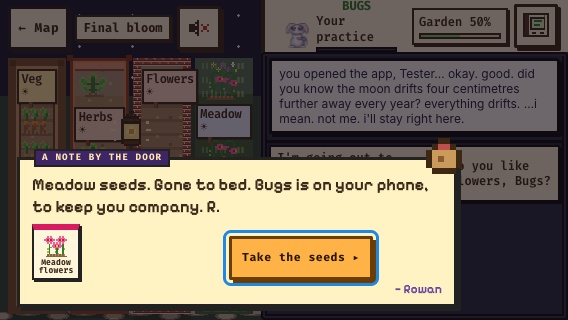 ← Map
Final bloom
BUGS
Your
practice
Garden 50%
Veg
Herbs
Flowers
Meadow
you opened the app, Tester... okay. good. did
you know the moon drifts four centimetres
further away every year? everything drifts. ...i
mean. not me. i'll stay right here.
I'm going out to
you like
flowers, Bugs?
A NOTE BY THE DOOR
Meadow seeds. Gone to bed. Bugs is on your phone,
to keep you company. R.
Meadow
flowers
Take the seeds ▸
– Rowan